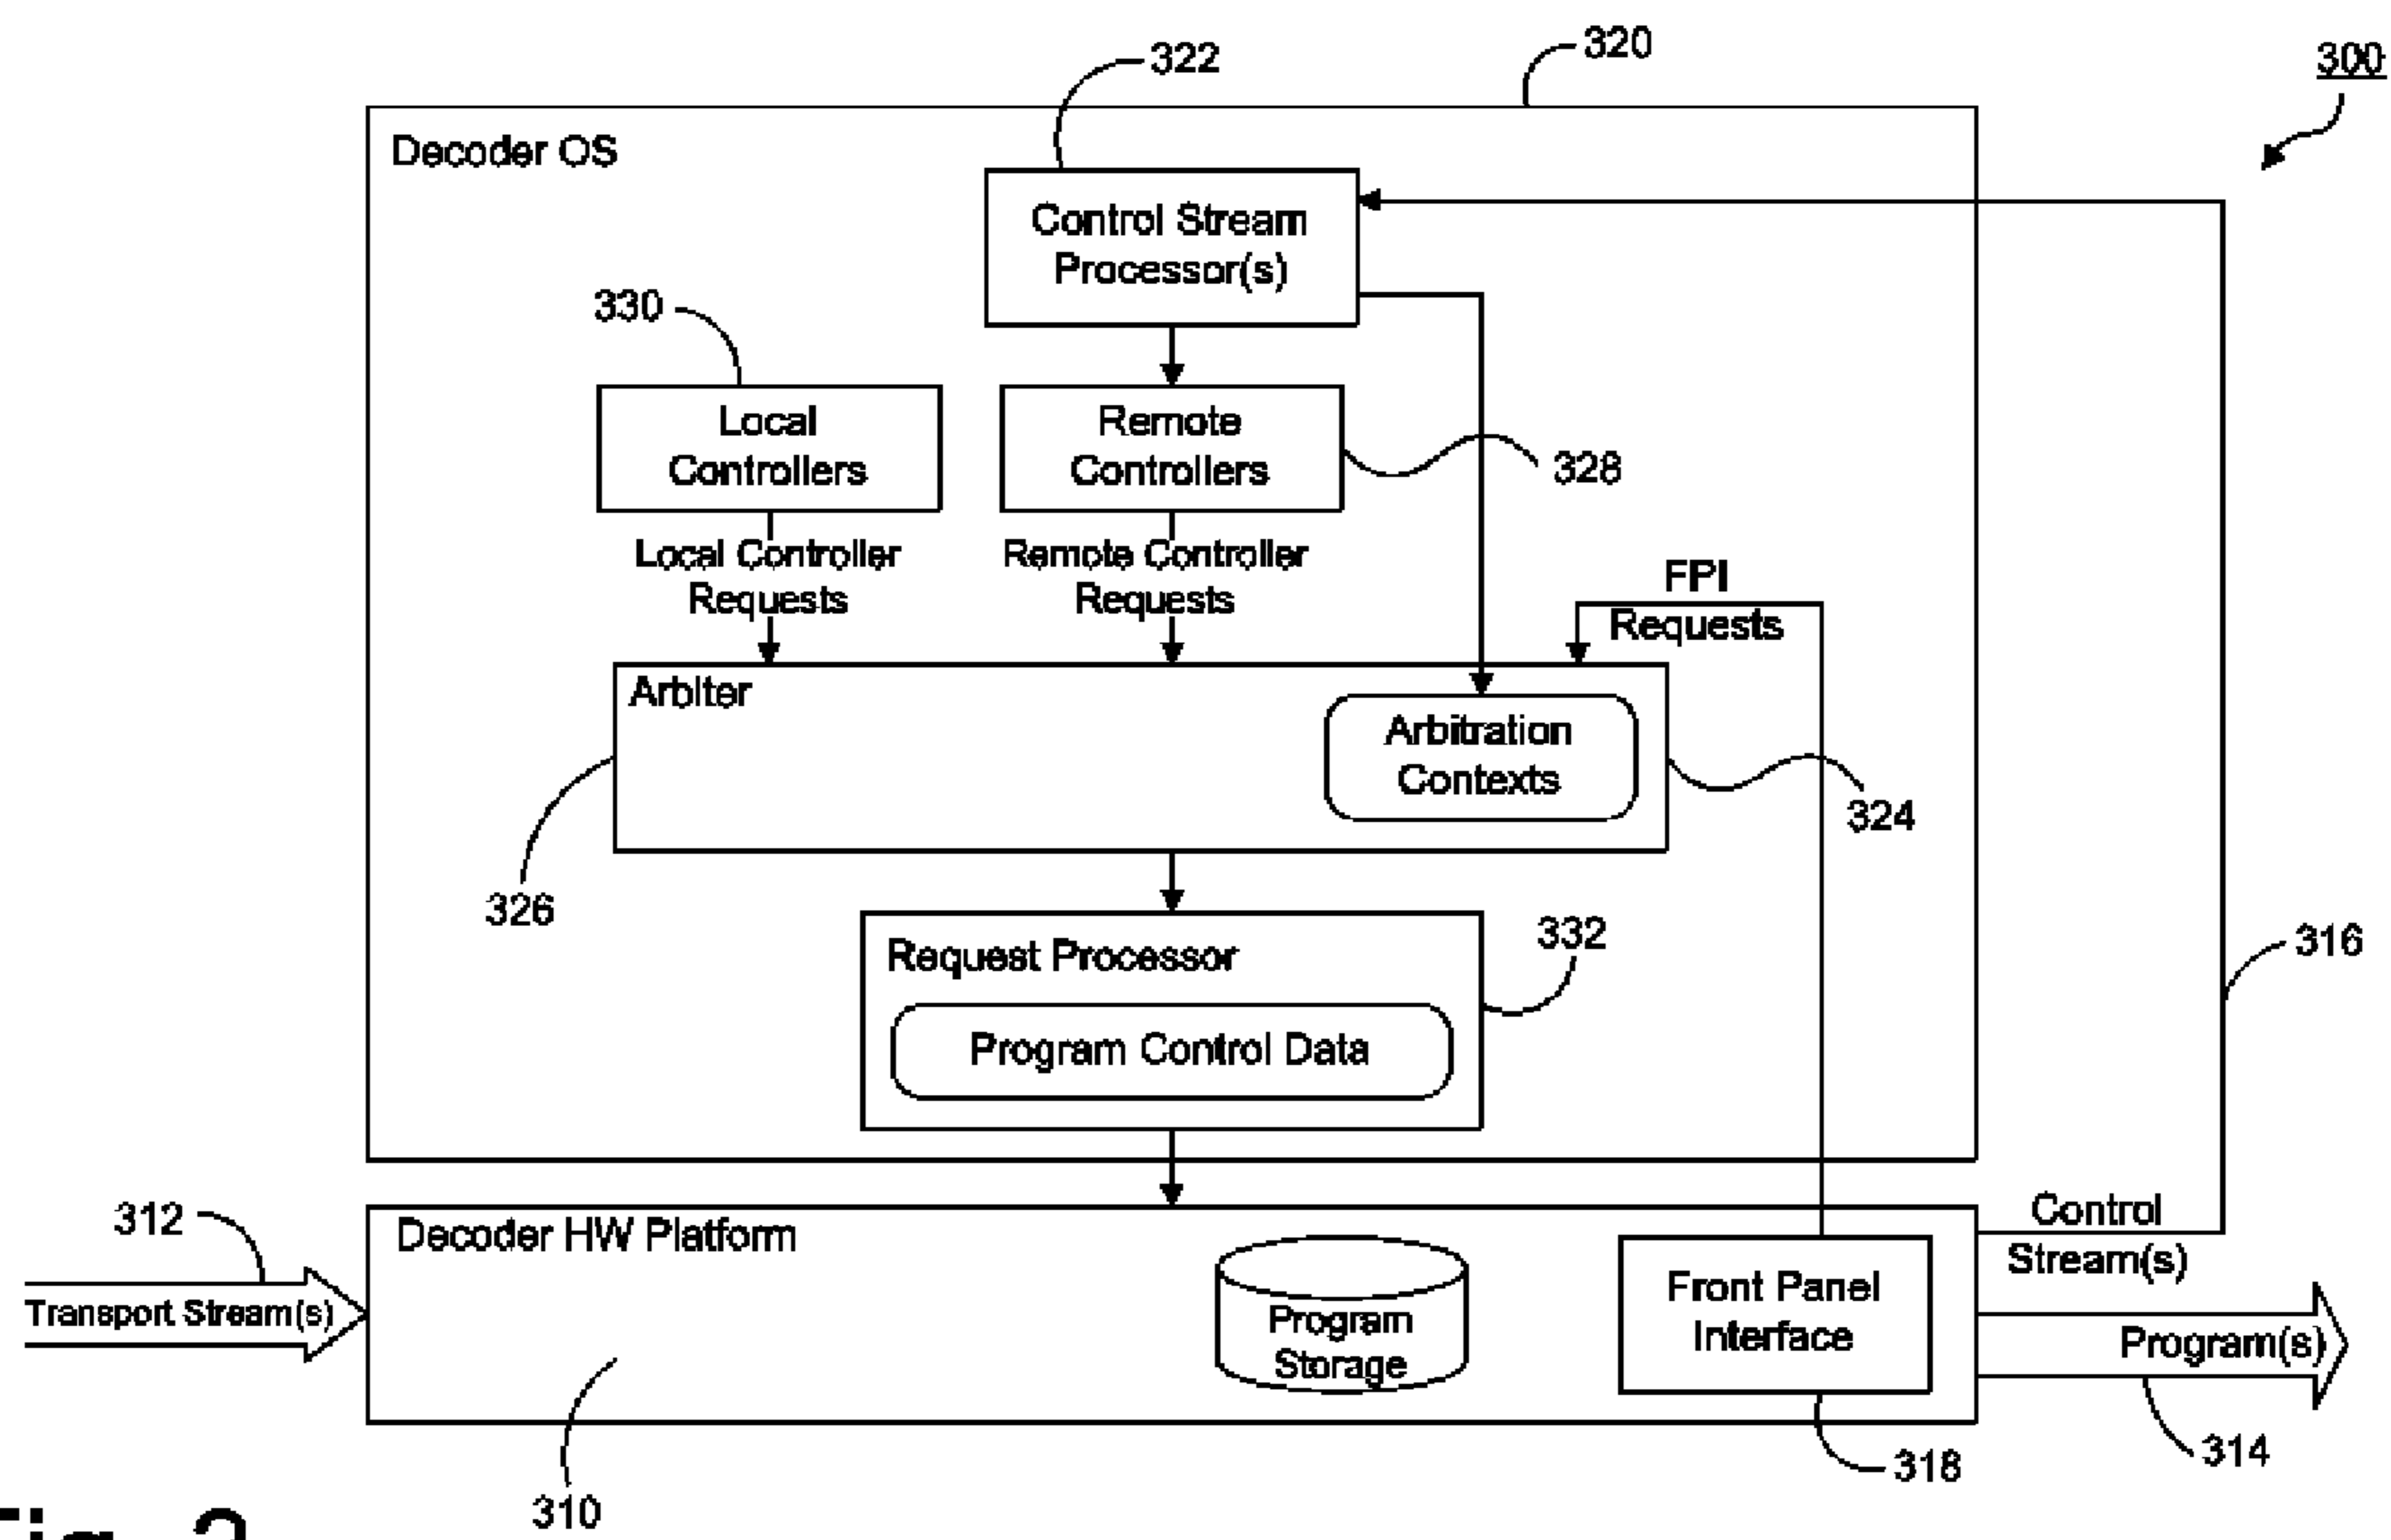 322
320
300
Decoder OS
Control Stream
Processor(s)
330
Local
Controllers
Remote
Controllers
328
Local Controller
Requests
Remote Controller
Requests
FPI
Requests
Arbiter
Arbitration
Contexts
324
326
Request Processor
332
Program Control Data
316
312
Transport Stream(s)
Decoder HW Platform
Program
Storage
Front Panel
Interface
Control
Stream(s)
Program(s)
310
318
314